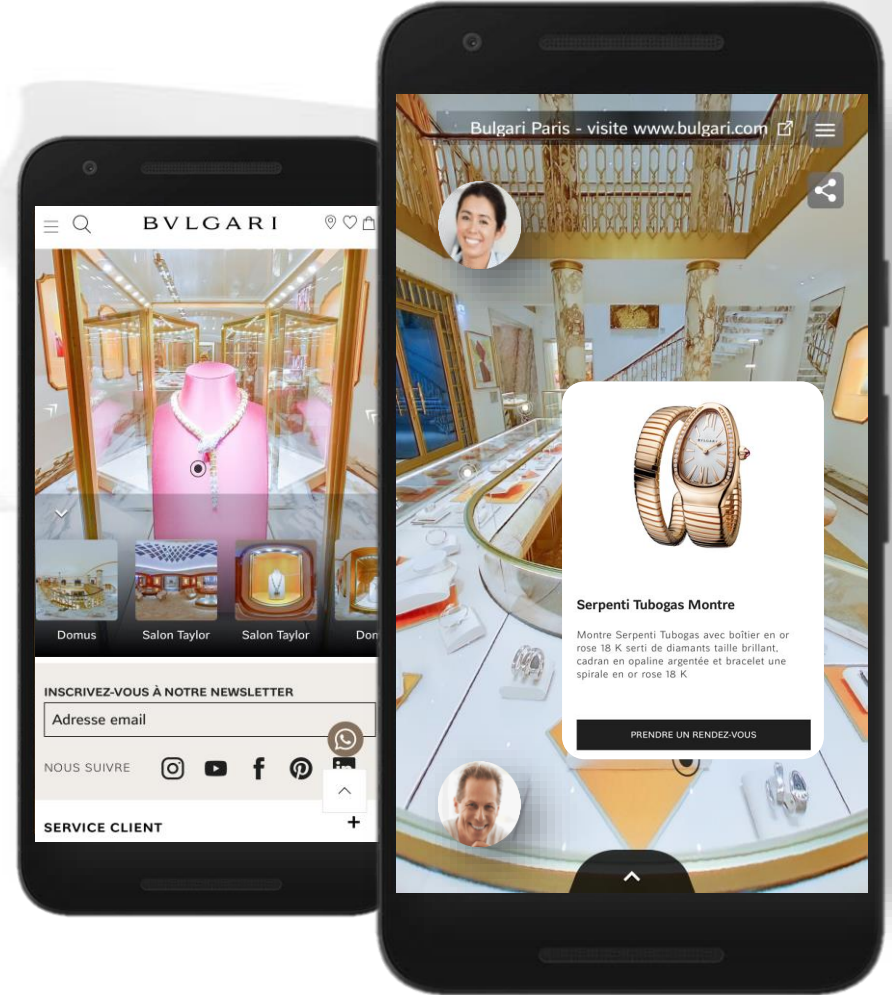 BVLGARI
Domus
Salon Taylor
Salon Taylor
INSCRIVEZ-VOUS À NOTRE NEWSLETTER
Adresse email
NOUS SUIVRE
SERVICE CLIENT
Bulgari Paris - visite www.bulgari.com
BVLGARI
Serpenti Tubogas Montre
Montre Serpenti Tubogas avec boîtier en or
rose 18 K serti de diamants taille brillant,
cadran en opaline argentée et bracelet une
spirale en or rose 18 K
PRENDRE UN RENDEZ-VOUS